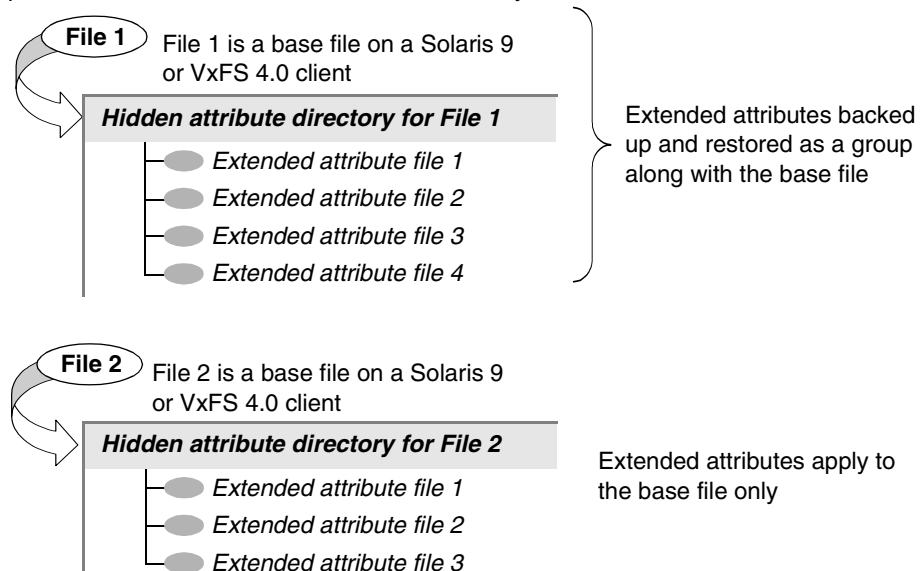 File 1
File 1 is a base file on a Solaris 9
or VxFS 4.0 client
Hidden attribute directory for File 1
Extended attribute file 1
Extended attribute file 2
Extended attribute file 3
Extended attribute file 4
Extended attributes backed
up and restored as a group
along with the base file
File 2
File 2 is a base file on a Solaris 9
or VxFS 4.0 client
Hidden attribute directory for File 2
Extended attribute file 1
Extended attribute file 2
Extended attribute file 3
Extended attributes apply to
the base file only